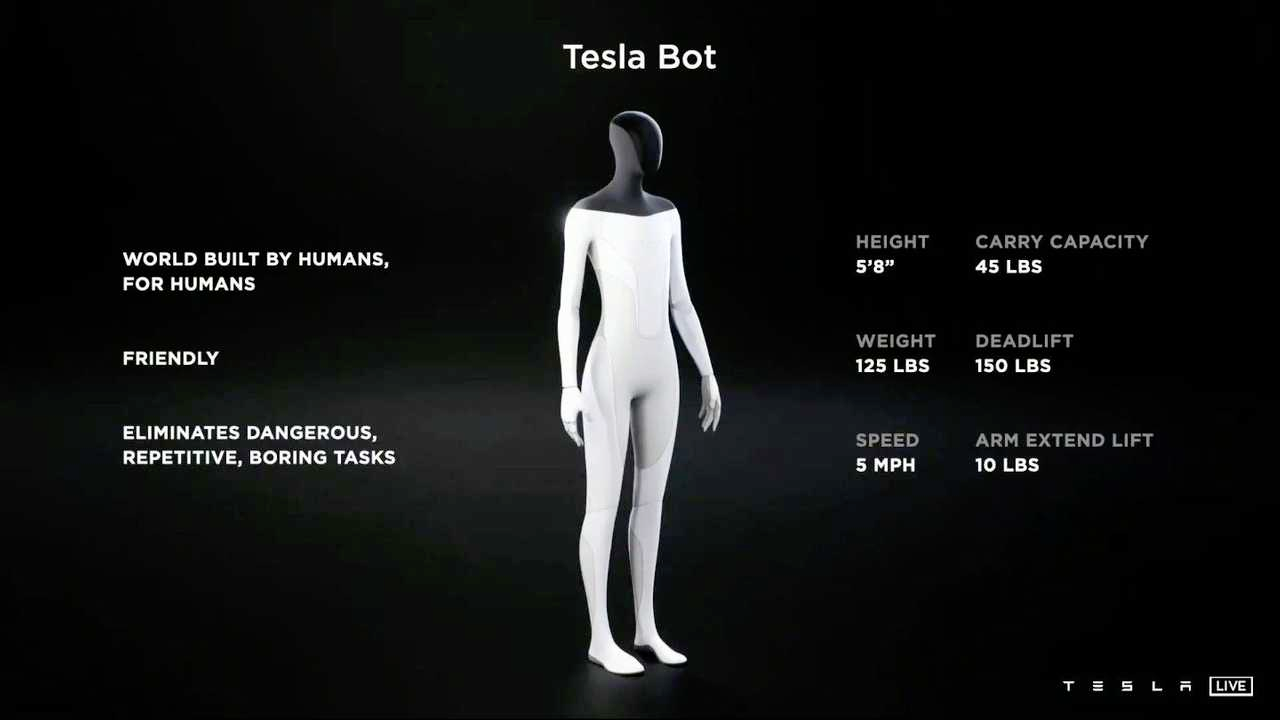 Tesla Bot
WORLD BUILT BY HUMANS,
FOR HUMANS
FRIENDLY
ELIMINATES DANGEROUS,
REPETITIVE, BORING TASKS
HEIGHT
5’8”
CARRY CAPACITY
45 LBS
WEIGHT
125 LBS
DEADLIFT
150 LBS
SPEED
5 MPH
ARM EXTEND LIFT
10 LBS
TESLA LIVE